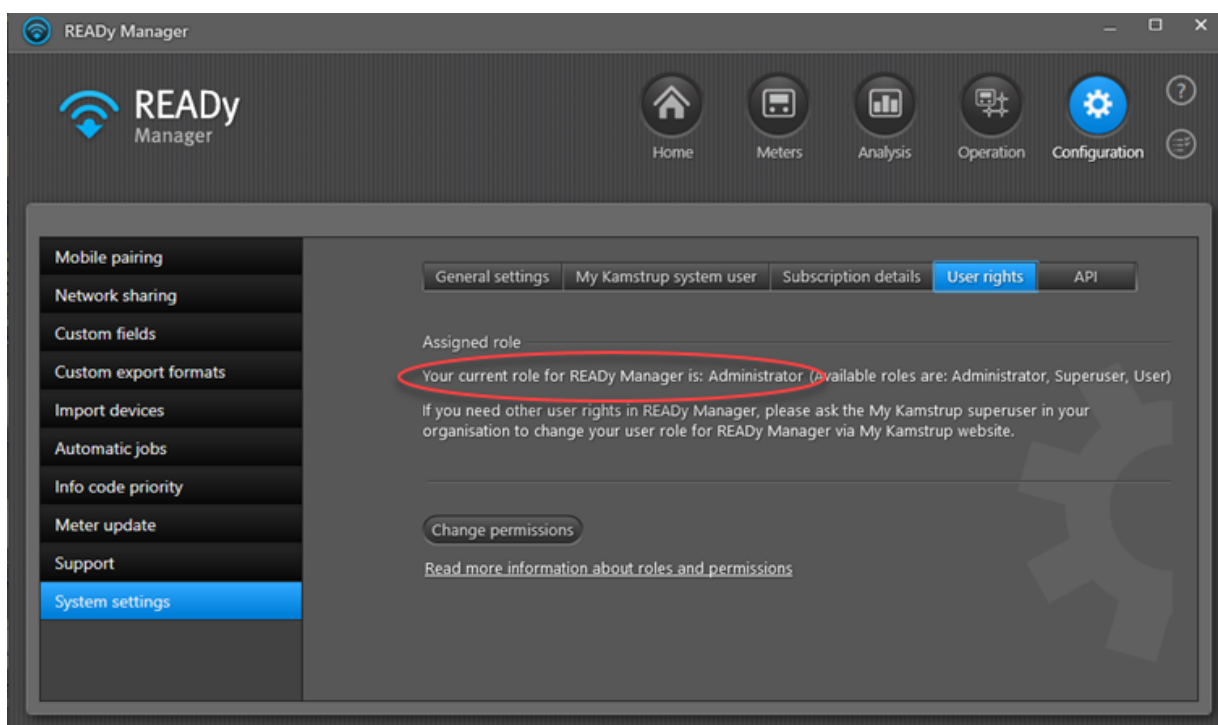 READy Manager
READy
Manager
Home
Meters
Analysis
Operation
Configuration
?
Mobile pairing
Network sharing
Custom fields
Custom export formats
Import devices
Automatic jobs
Info code priority
Meter update
Support
System settings
General settings
My Kamstrup system user
Subscription details
User rights
API
Assigned role
Your current role for READy Manager is: Administrator (Available roles are: Administrator, Superuser, User)
If you need other user rights in READy Manager, please ask the My Kamstrup superuser in your
organisation to change your user role for READy Manager via My Kamstrup website.
Change permissions
Read more information about roles and permissions